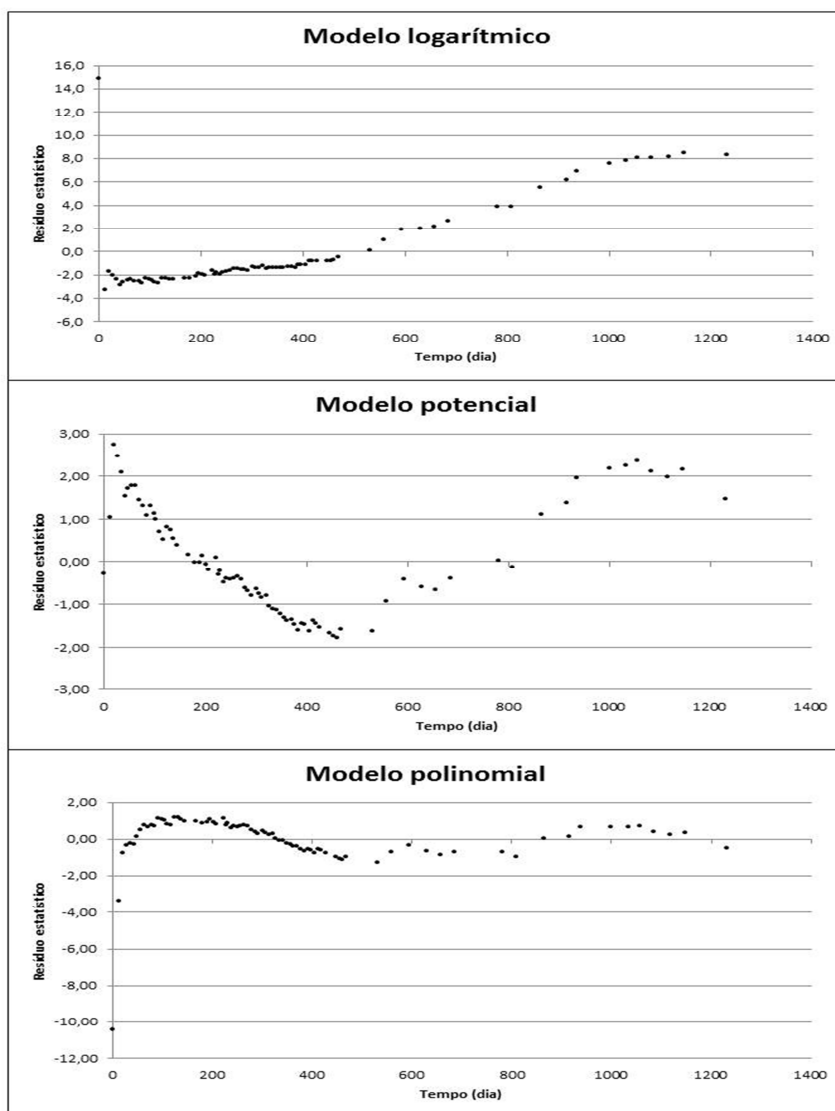 Modelo logarítmico
16,0
14,0
12,0
10,0
8,0
6,0
4,0
2,0
0,0
-2,0
-4,0
-6,0
Resíduo estatístico
0 200 400 600 800 1000 1200 1400
Tempo (dia)
Modelo potencial
3,00
2,00
1,00
0,00
-1,00
-2,00
-3,00
Resíduo estatístico
0 200 400 600 800 1000 1200 1400
Tempo (dia)
Modelo polinomial
2,00
0,00
-2,00
-4,00
-6,00
-8,00
-10,00
-12,00
Resíduo estatístico
0 200 400 600 800 1000 1200 1400
Tempo (dia)